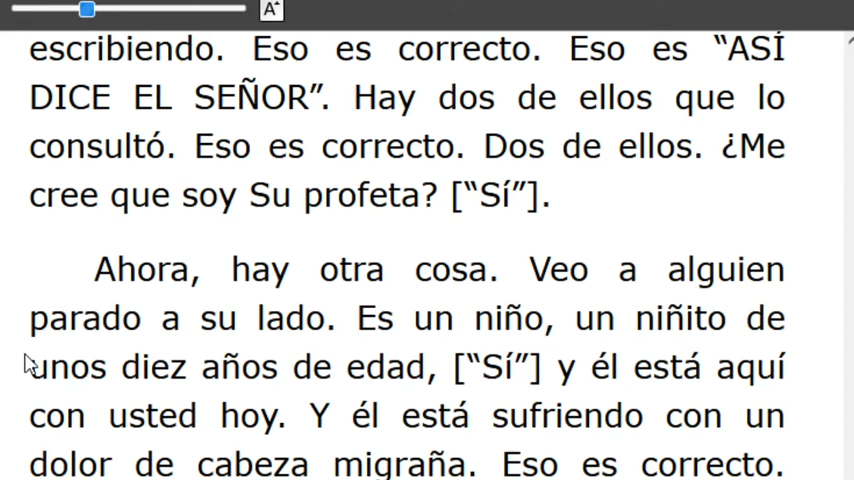 A
escribiendo. Eso es correcto. Eso es “ASÍ
DICE EL SEÑOR”. Hay dos de ellos que lo
consultó. Eso es correcto. Dos de ellos. ¿Me
cree que soy Su profeta? [“Sí”].
Ahora, hay otra cosa. Veo a alguien
parado a su lado. Es un niño, un niñito de
unos diez años de edad, [“Sí”] y él está aquí
con usted hoy. Y él está sufriendo con un
dolor de cabeza migraña. Eso es correcto.